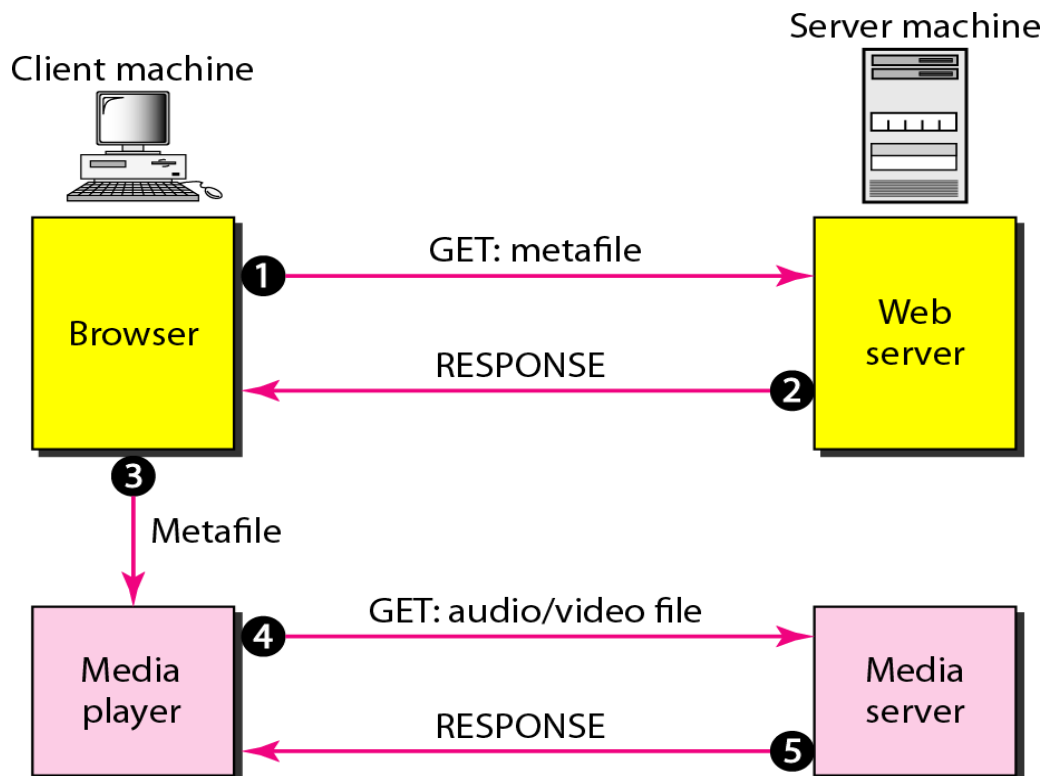 Server machine
Client machine
1
GET: metafile
Browser
Web
server
RESPONSE
2
3
Metafile
4
GET: audio/video file
Media
player
Media
server
RESPONSE
5